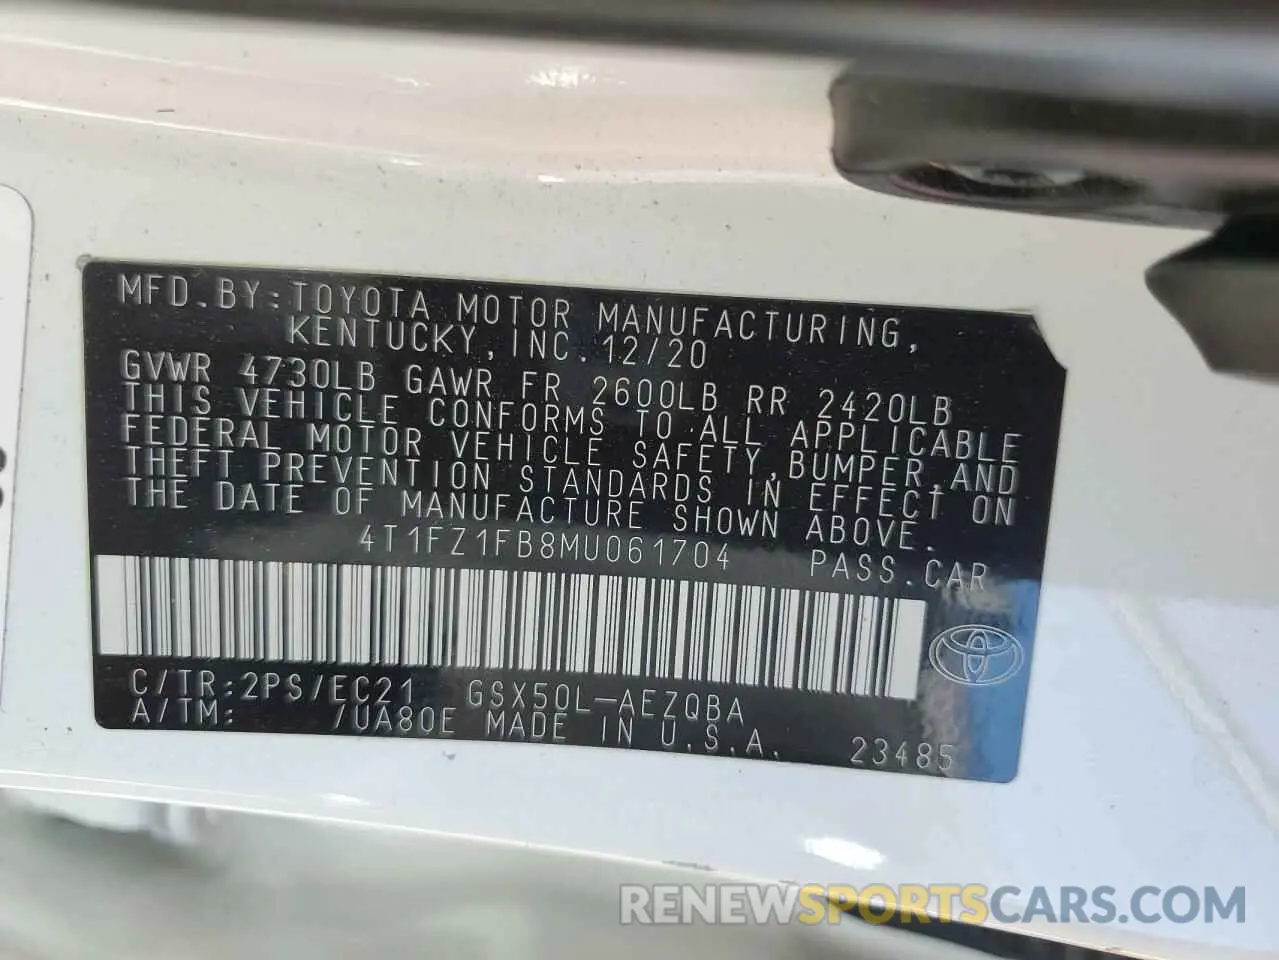 MFD.BY:TOYOTA MOTOR MANUFACTURING,
KENTUCKY,INC.12/20
GVWR 4730LB GAWR FR 2600LB RR 2420LB
THIS VEHICLE CONFORMS TO ALL APPLICABLE
FEDERAL MOTOR VEHICLE SAFETY,BUMPER,AND
THEFT PREVENTION STANDARDS IN EFFECT ON
THE DATE OF MANUFACTURE SHOWN ABOVE.
4T1FZ1FB8MU061704 PASS.CAR
C/TR:2PS/EC21 GSX50L-AEZQBA
A/TM: /UA80E MADE IN U.S.A. 23485
RENEWSPORTSCARS.COM